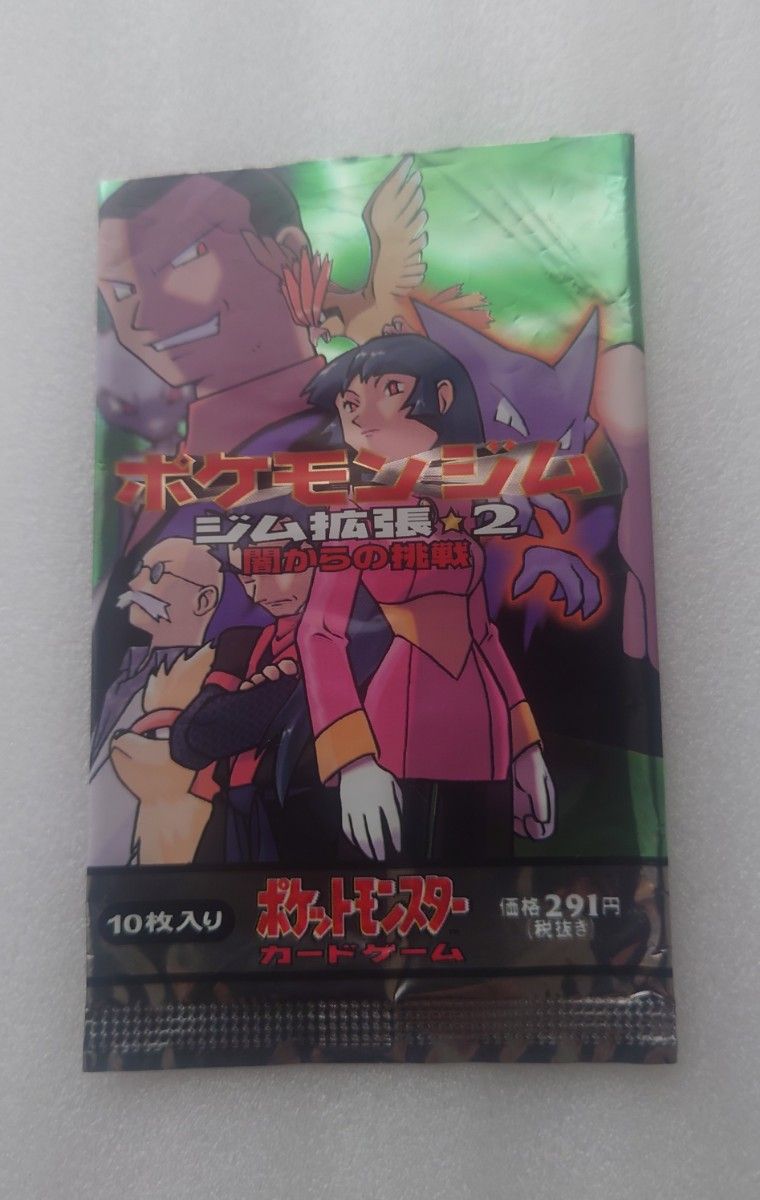 ポケモンジム
ジム拡張★2
闇からの挑戦
10枚入り
ポケットモンスター
カードゲーム
価格291円
(税抜き)